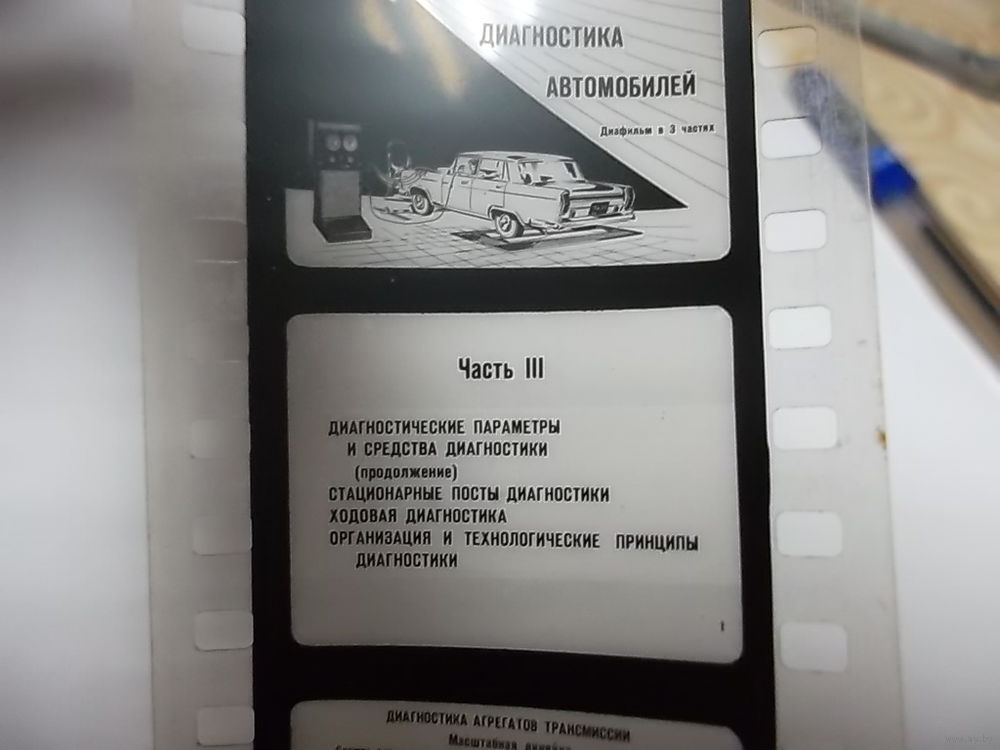 ДИАГНОСТИКА
АВТОМОБИЛЕЙ
Диафильм в 3 частях
Часть III
ДИАГНОСТИЧЕСКИЕ ПАРАМЕТРЫ
И СРЕДСТВА ДИАГНОСТИКИ
(продолжение)
СТАЦИОНАРНЫЕ ПОСТЫ ДИАГНОСТИКИ
ХОДОВАЯ ДИАГНОСТИКА
ОРГАНИЗАЦИЯ И ТЕХНОЛОГИЧЕСКИЕ ПРИНЦИПЫ
ДИАГНОСТИКИ
1
ДИАГНОСТИКА АГРЕГАТОВ ТРАНСМИССИИ
Масштабная линейка